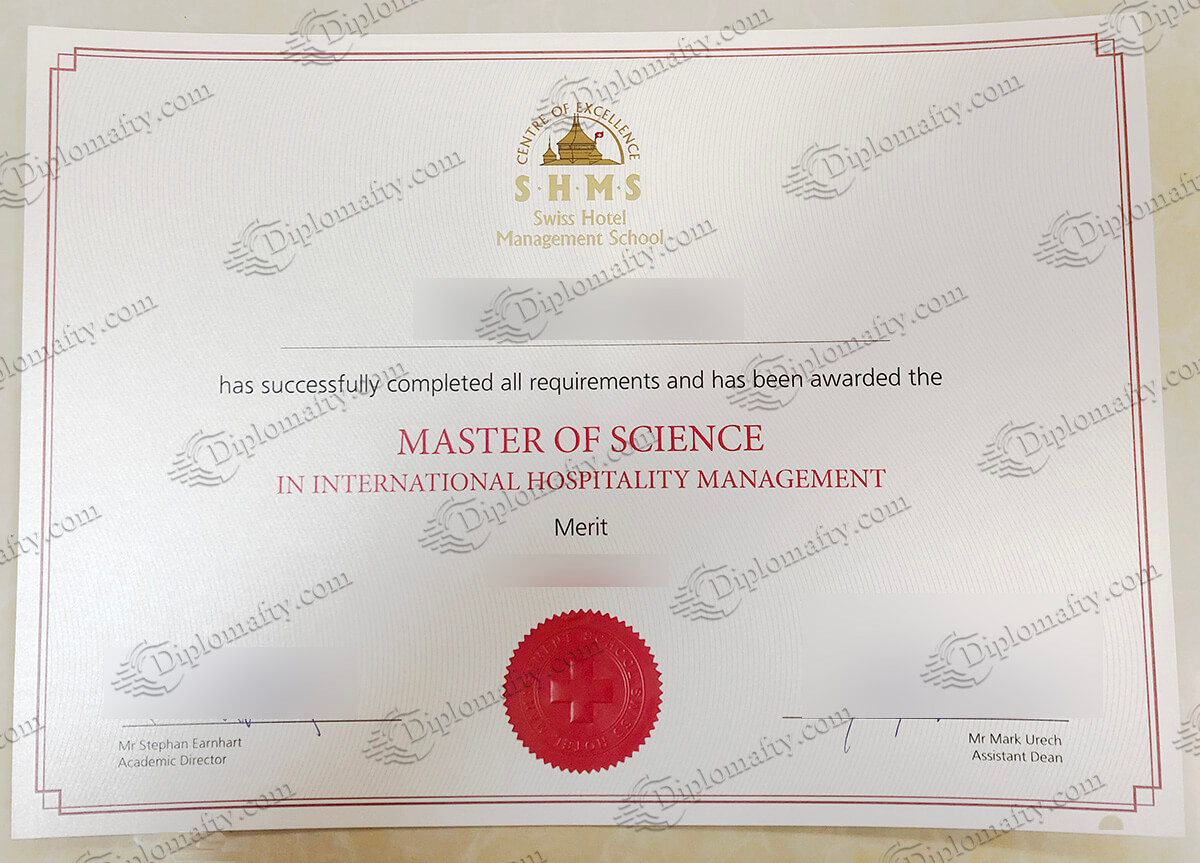 CENTRE OF EXCELLENCE
S·H·M·S
Swiss Hotel
Management School
has successfully completed all requirements and has been awarded the
MASTER OF SCIENCE
IN INTERNATIONAL HOSPITALITY MANAGEMENT
Merit
Mr Stephan Earnhart
Academic Director
Mr Mark Urech
Assistant Dean
Diplomafty.com